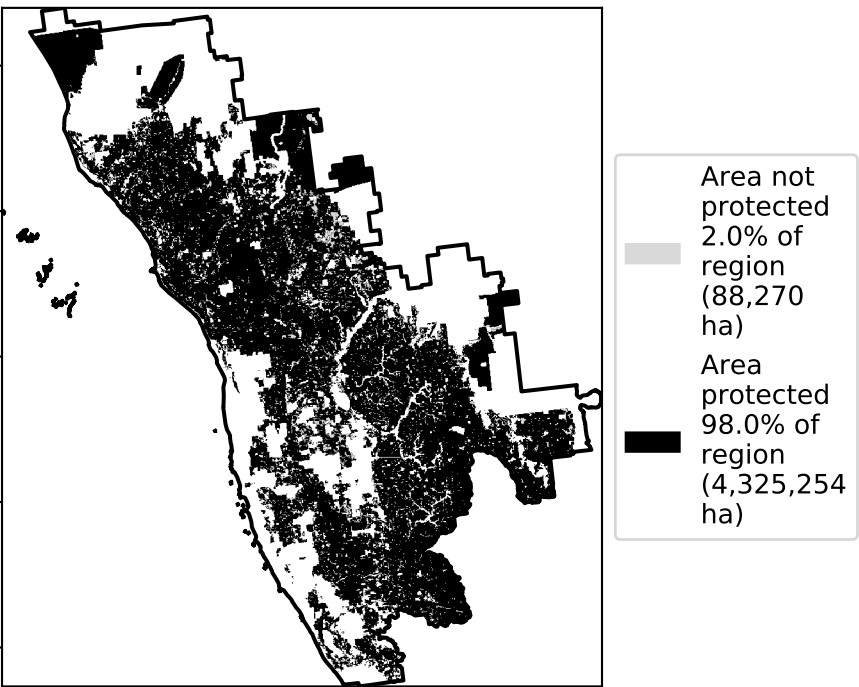 Area not
protected
2.0% of
region
(88,270
ha)
Area
protected
98.0% of
region
(4,325,254
ha)